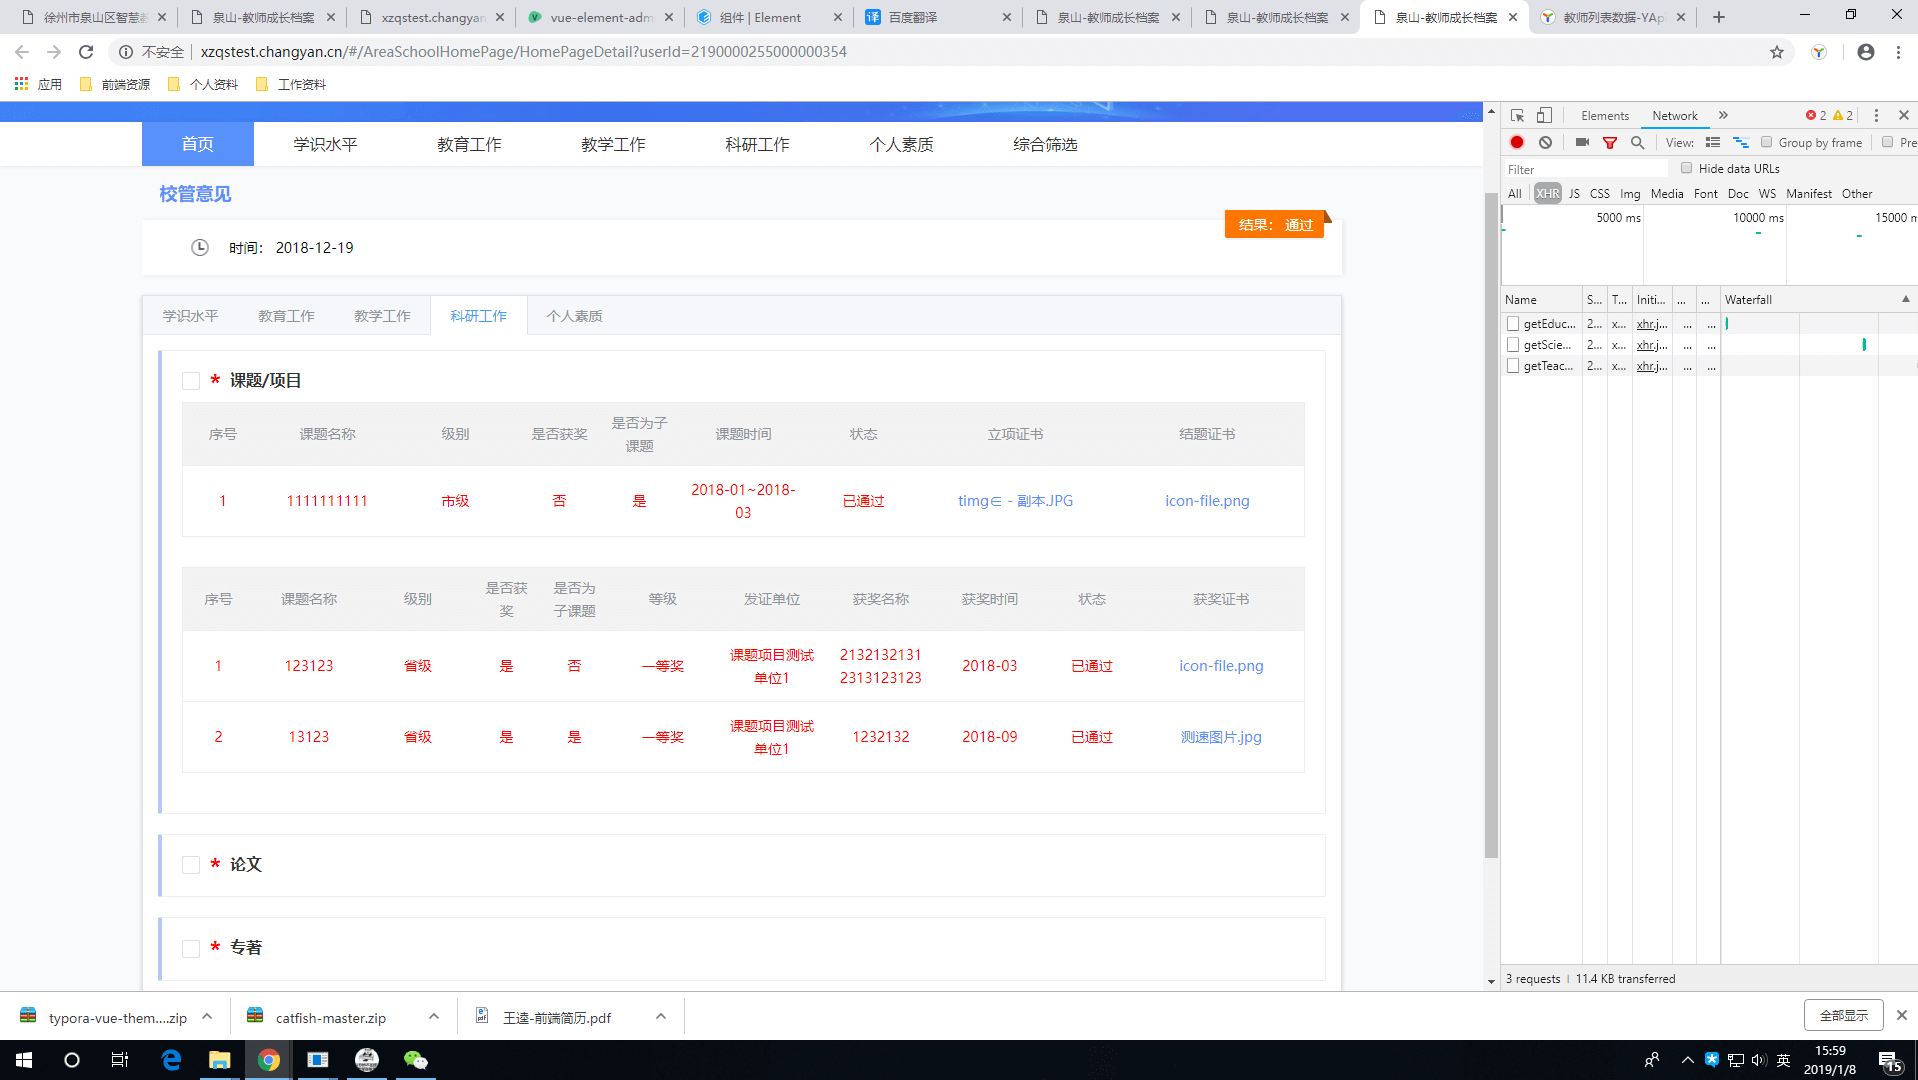 徐州市泉山区智慧教
泉山-教师成长档案
xzqstest.changyan
vue-element-adm
组件 | Element
百度翻译
泉山-教师成长档案
泉山-教师成长档案
泉山-教师成长档案
教师列表数据-YApi
不安全 xzqstest.changyan.cn/#/AreaSchoolHomePage/HomePageDetail?userId=2190000255000000354
应用 前端资源 个人资料 工作资料
首页 学识水平 教育工作 教学工作 科研工作 个人素质 综合筛选
校管意见
结果: 通过
时间: 2018-12-19
学识水平 教育工作 教学工作 科研工作 个人素质
* 课题/项目
序号 课题名称 级别 是否获奖 是否为子课题 课题时间 状态 立项证书 结题证书
1 1111111111 市级 否 是 2018-01~2018-03 已通过 timg∈ - 副本.JPG icon-file.png
序号 课题名称 级别 是否获奖 是否为子课题 等级 发证单位 获奖名称 获奖时间 状态 获奖证书
1 123123 省级 是 否 一等奖 课题项目测试单位1 21321321312313123123 2018-03 已通过 icon-file.png
2 13123 省级 是 是 一等奖 课题项目测试单位1 1232132 2018-09 已通过 测速图片.jpg
* 论文
* 专著
Elements Network » 2 2
View: Group by frame Pre
Filter Hide data URLs
All XHR JS CSS Img Media Font Doc WS Manifest Other
5000 ms 10000 ms 15000 m
Name S... T... Initi... ... ... Waterfall
getEduc... 2... x... xhr.j... ... ...
getScie... 2... x... xhr.j... ... ...
getTeac... 2... x... xhr.j... ... ...
3 requests | 11.4 KB transferred
typora-vue-them....zip
catfish-master.zip
王逵-前端简历.pdf
全部显示
英
15:59
2019/1/8
15